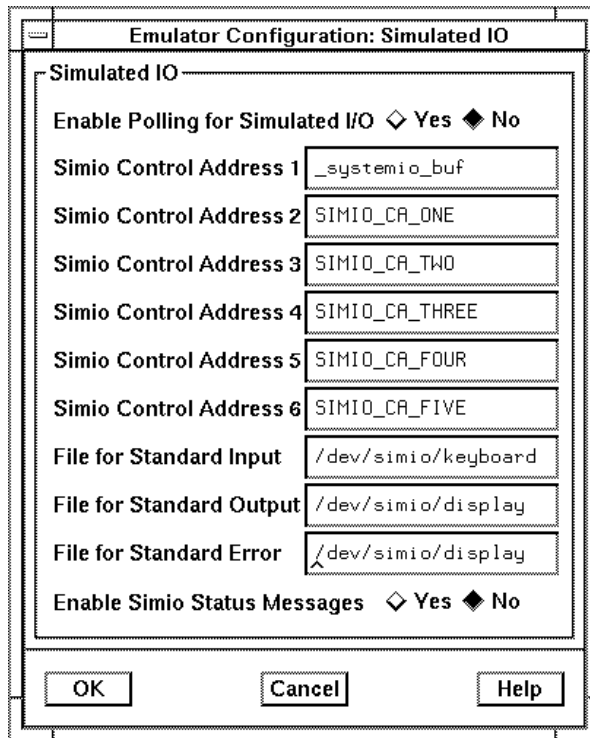 Emulator Configuration: Simulated IO
Simulated IO
Enable Polling for Simulated I/O Yes No
Simio Control Address 1 _systemio_buf
Simio Control Address 2 SIMIO_CA_ONE
Simio Control Address 3 SIMIO_CA_TWO
Simio Control Address 4 SIMIO_CA_THREE
Simio Control Address 5 SIMIO_CA_FOUR
Simio Control Address 6 SIMIO_CA_FIVE
File for Standard Input /dev/simio/keyboard
File for Standard Output /dev/simio/display
File for Standard Error /dev/simio/display
Enable Simio Status Messages Yes No
OK Cancel Help